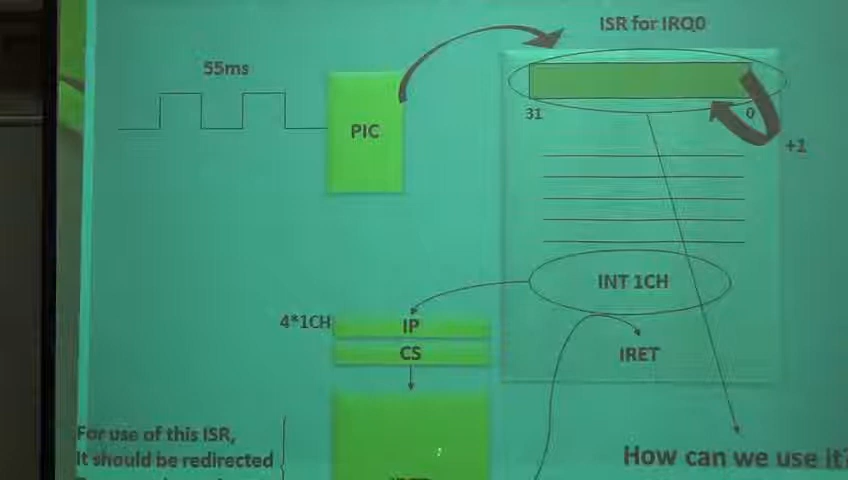 ISR for IRQ0
55ms
PIC
31
0
+1
INT 1CH
4*1CH
IP
CS
IRET
For use of this ISR,
It should be redirected
How can we use it?